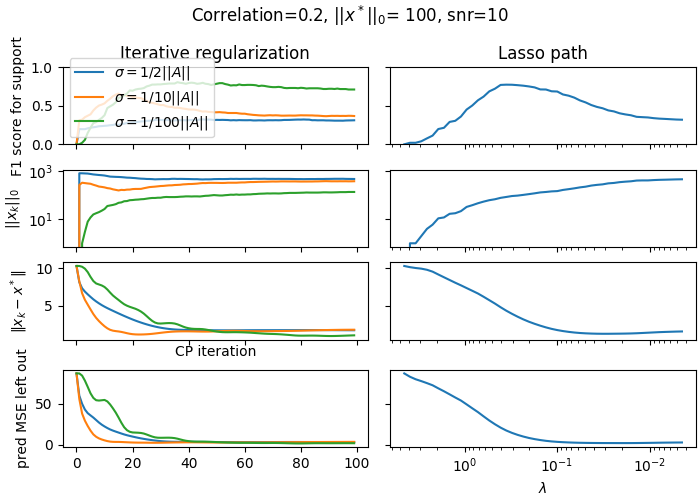 Correlation=0.2, ||x*||₀= 100, snr=10
Iterative regularization
Lasso path
F1 score for support
1.0
0.5
0.0
σ = 1/2||A||
σ = 1/10||A||
σ = 1/100||A||
||xₖ||₀
10³
10¹
‖xₖ − x*‖
10
5
CP iteration
pred MSE left out
50
0
0 20 40 60 80 100
10⁰ 10⁻¹ 10⁻²
λ